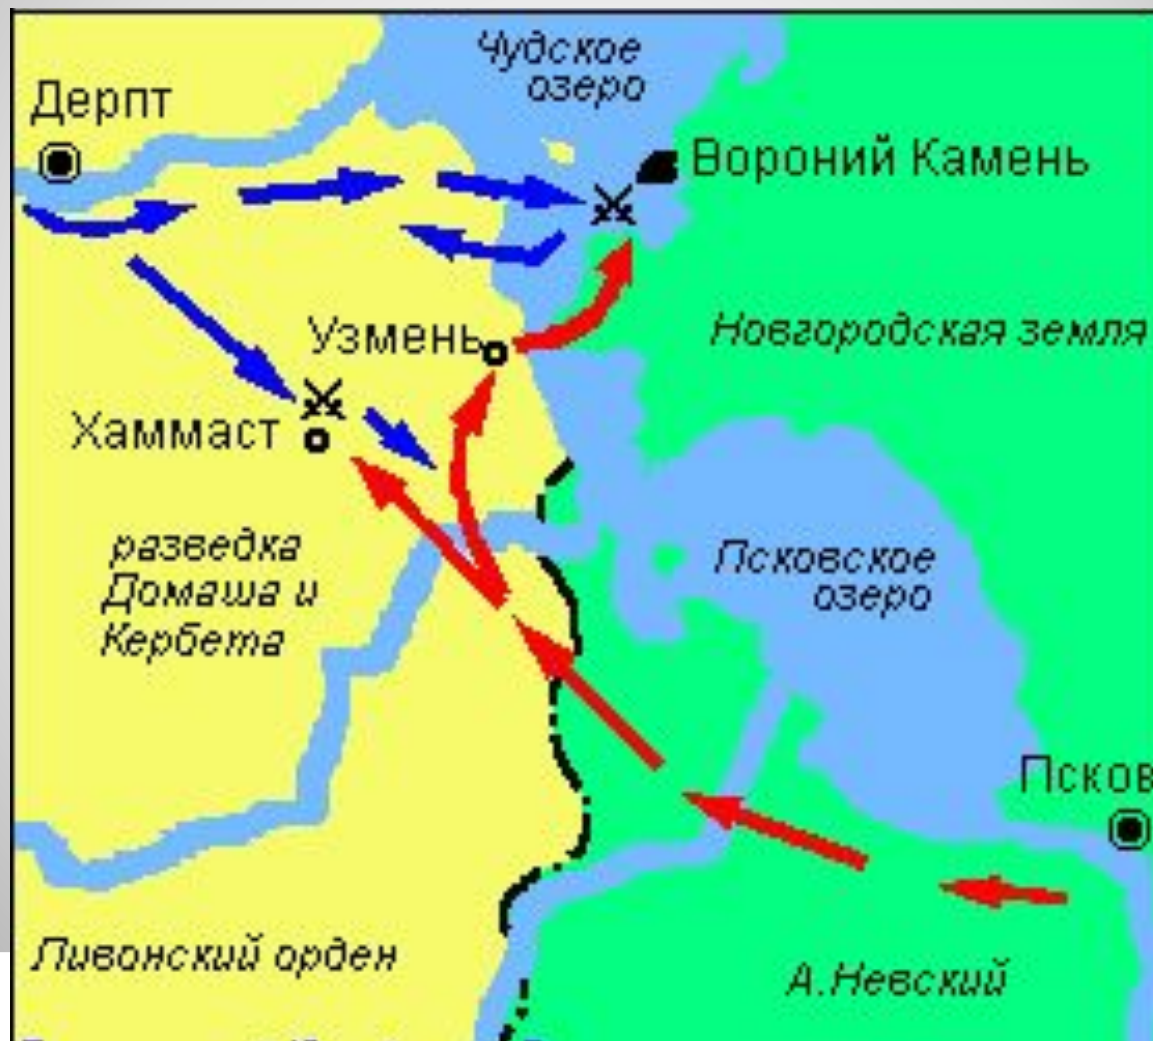 Чудское
озеро
Дерпт
Вороний Камень
Узмень
Новгородская земля
Хаммаст
разведка
Домаша и
Кербета
Псковское
озеро
Псков
Ливонский орден
А.Невский